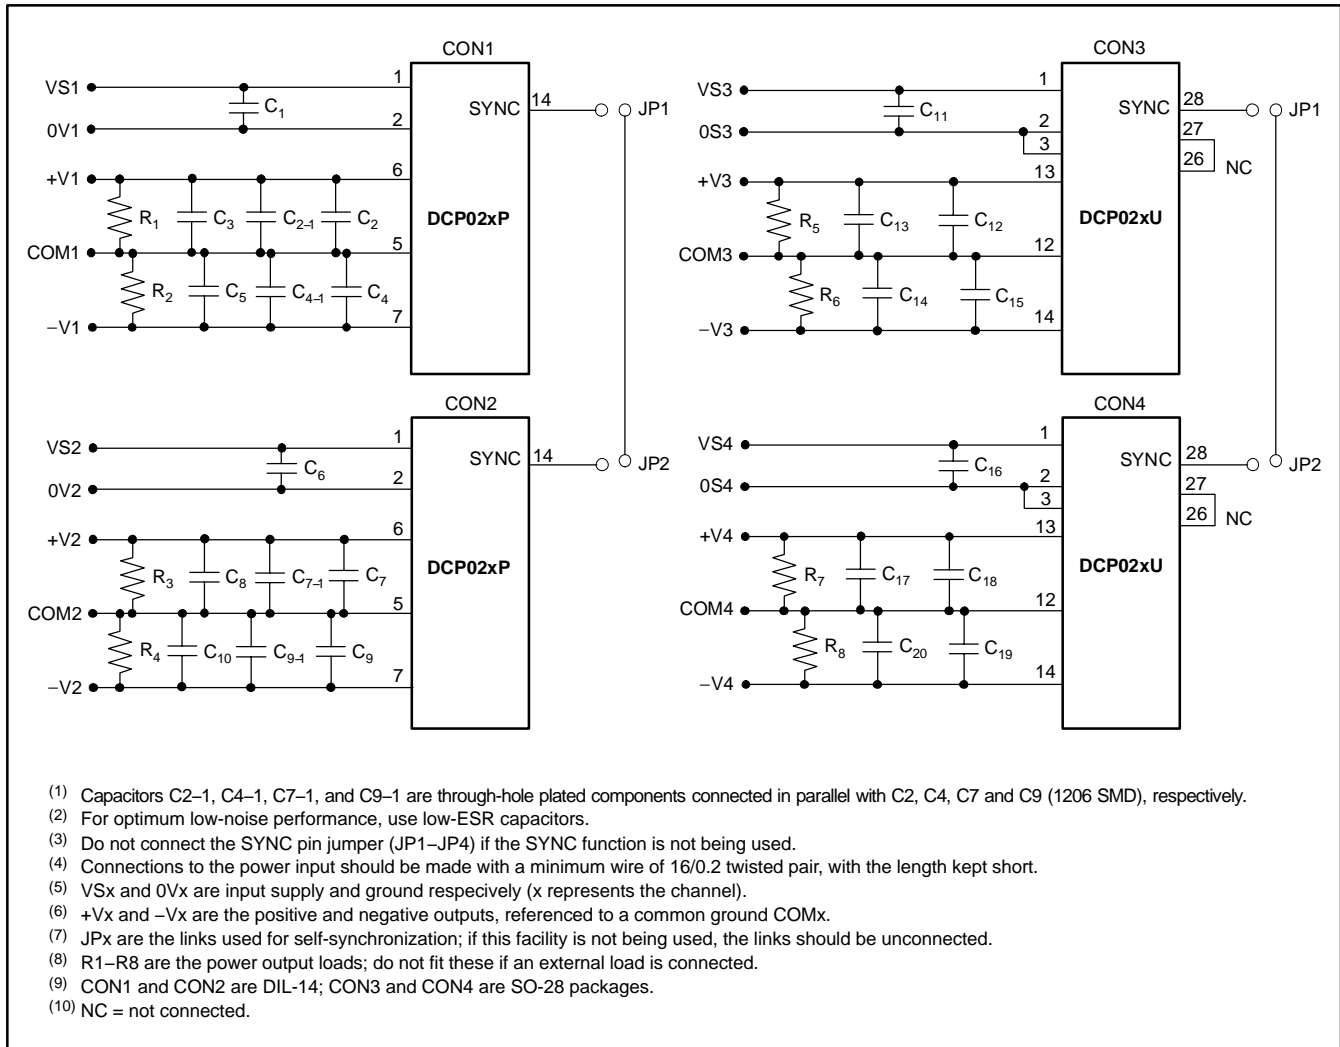 CON1
VS1
1
C1
SYNC
14
JP1
0V1
2
+V1
6
R1
C3
C2–1
C2
DCP02xP
COM1
5
R2
C5
C4–1
C4
−V1
7
CON2
VS2
1
C6
SYNC
14
JP2
0V2
2
+V2
6
R3
C8
C7–1
C7
DCP02xP
COM2
5
R4
C10
C9–1
C9
−V2
7
CON3
VS3
1
C11
SYNC
28
JP1
0S3
2
3
27
26
NC
+V3
13
R5
C13
C12
DCP02xU
COM3
12
R6
C14
C15
−V3
14
CON4
VS4
1
C16
SYNC
28
JP2
0S4
2
3
27
26
NC
+V4
13
R7
C17
C18
DCP02xU
COM4
12
R8
C20
C19
−V4
14
(1) Capacitors C2–1, C4–1, C7–1, and C9–1 are through-hole plated components connected in parallel with C2, C4, C7 and C9 (1206 SMD), respectively.
(2) For optimum low-noise performance, use low-ESR capacitors.
(3) Do not connect the SYNC pin jumper (JP1–JP4) if the SYNC function is not being used.
(4) Connections to the power input should be made with a minimum wire of 16/0.2 twisted pair, with the length kept short.
(5) VSx and 0Vx are input supply and ground respecively (x represents the channel).
(6) +Vx and −Vx are the positive and negative outputs, referenced to a common ground COMx.
(7) JPx are the links used for self-synchronization; if this facility is not being used, the links should be unconnected.
(8) R1–R8 are the power output loads; do not fit these if an external load is connected.
(9) CON1 and CON2 are DIL-14; CON3 and CON4 are SO-28 packages.
(10) NC = not connected.